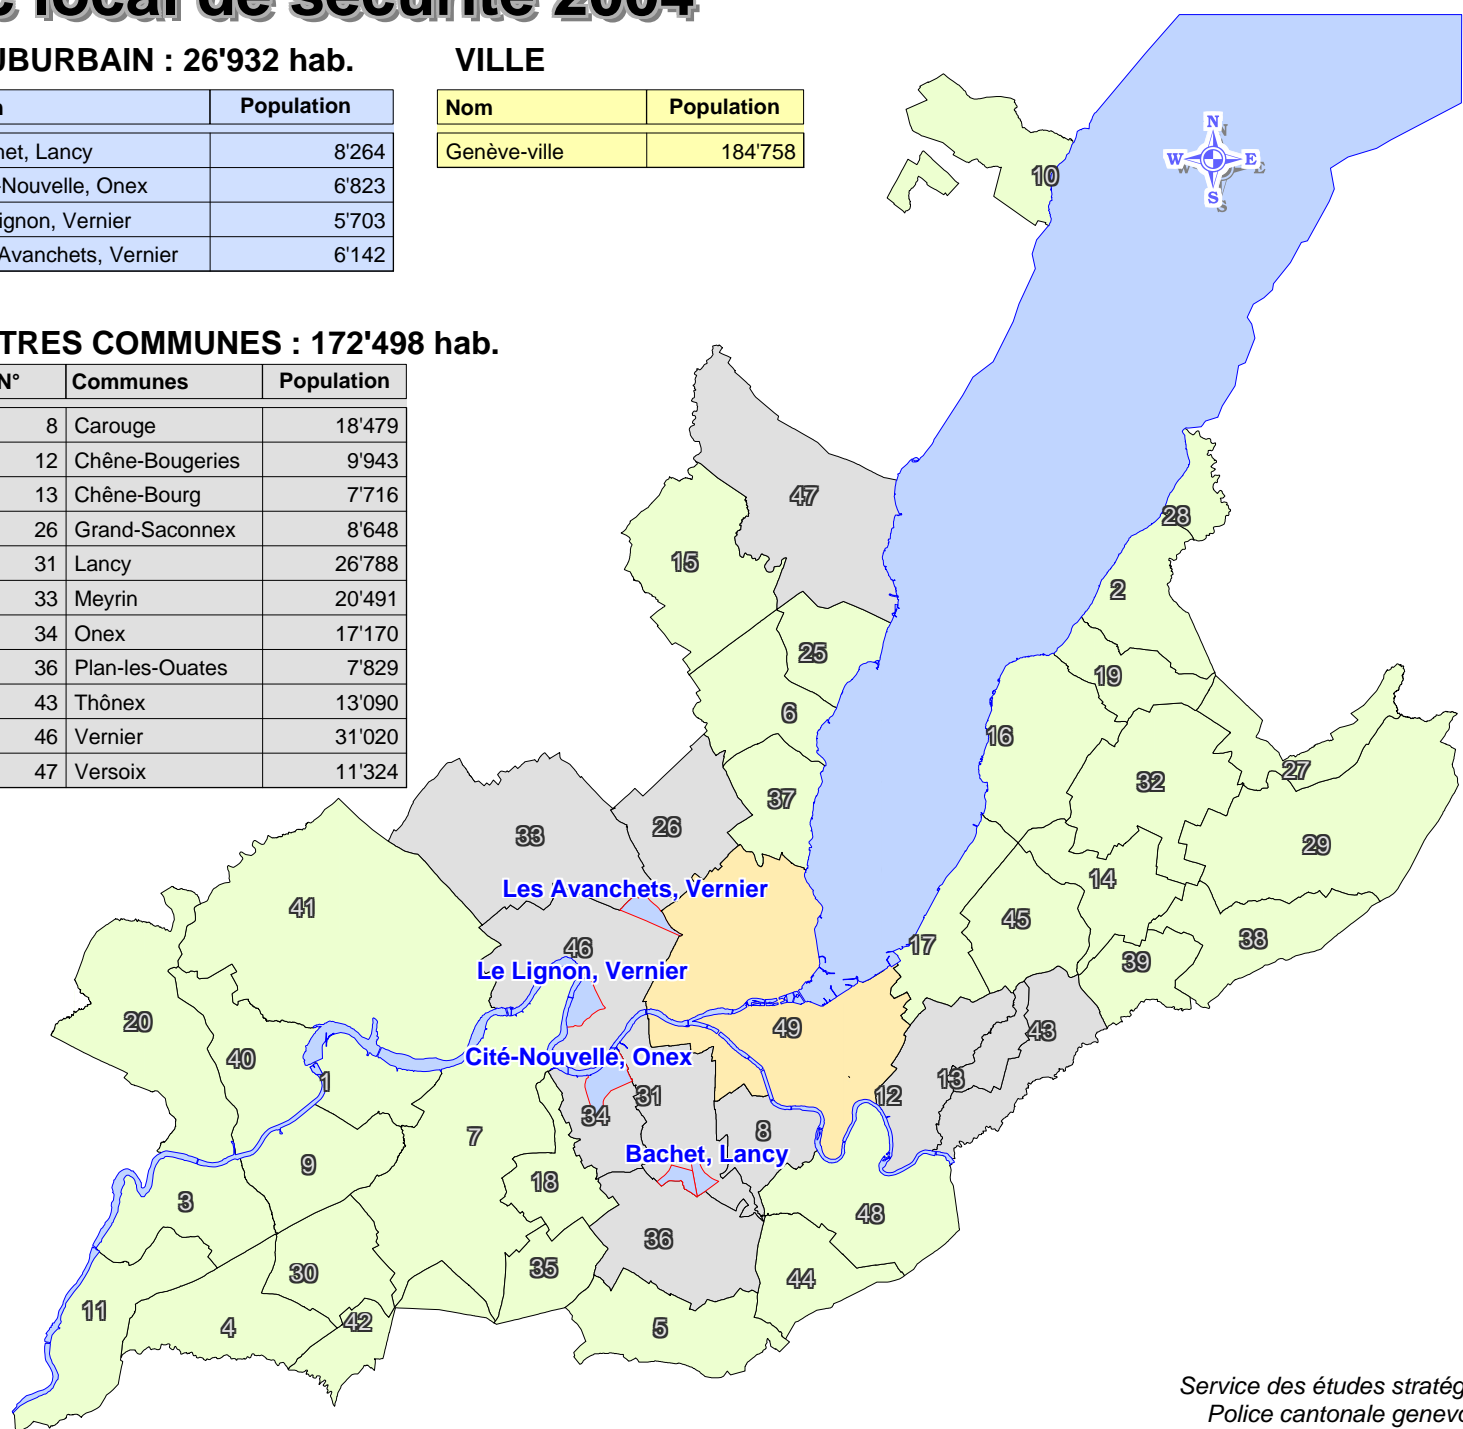 local de sécurité 2004
UBURBAIN : 26'932 hab.
VILLE
Population
Nom Population
net, Lancy 8'264
-Nouvelle, Onex 6'823
ignon, Vernier 5'703
Avanchets, Vernier 6'142
Genève-ville 184'758
TRES COMMUNES : 172'498 hab.
N° Communes Population
8 Carouge 18'479
12 Chêne-Bougeries 9'943
13 Chêne-Bourg 7'716
26 Grand-Saconnex 8'648
31 Lancy 26'788
33 Meyrin 20'491
34 Onex 17'170
36 Plan-les-Ouates 7'829
43 Thônex 13'090
46 Vernier 31'020
47 Versoix 11'324
N
W E
S
10
47
28
15
2
25
19
6
16
27
32
37
26
33
29
14
Les Avanchets, Vernier
41
45
17
38
46
39
Le Lignon, Vernier
20
49
43
40
Cité-Nouvelle, Onex
1
13
31
12
34
7
8
Bachet, Lancy
9
18
3
48
36
35
30
44
11
4
42
5
Service des études stratég
Police cantonale genevo